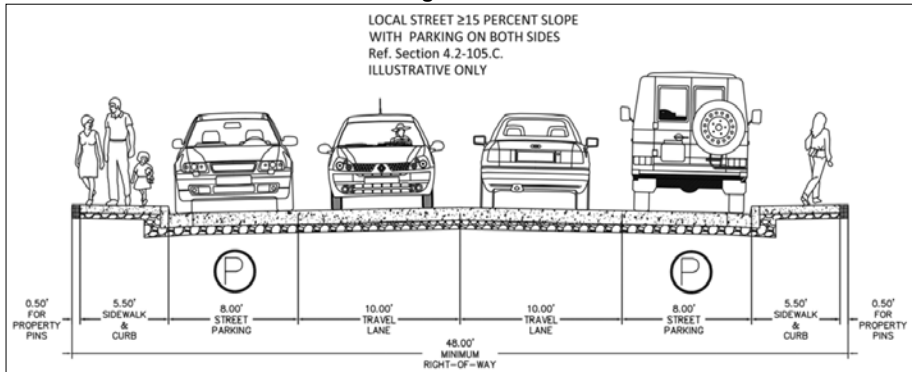 LOCAL STREET ≥15 PERCENT SLOPE
WITH PARKING ON BOTH SIDES
Ref. Section 4.2-105.C.
ILLUSTRATIVE ONLY
P
P
0.50'
FOR
PROPERTY
PINS
5.50'
SIDEWALK
&
CURB
8.00'
STREET
PARKING
10.00'
TRAVEL
LANE
10.00'
TRAVEL
LANE
8.00'
STREET
PARKING
5.50'
SIDEWALK
&
CURB
0.50'
FOR
PROPERTY
PINS
48.00'
MINIMUM
RIGHT-OF-WAY